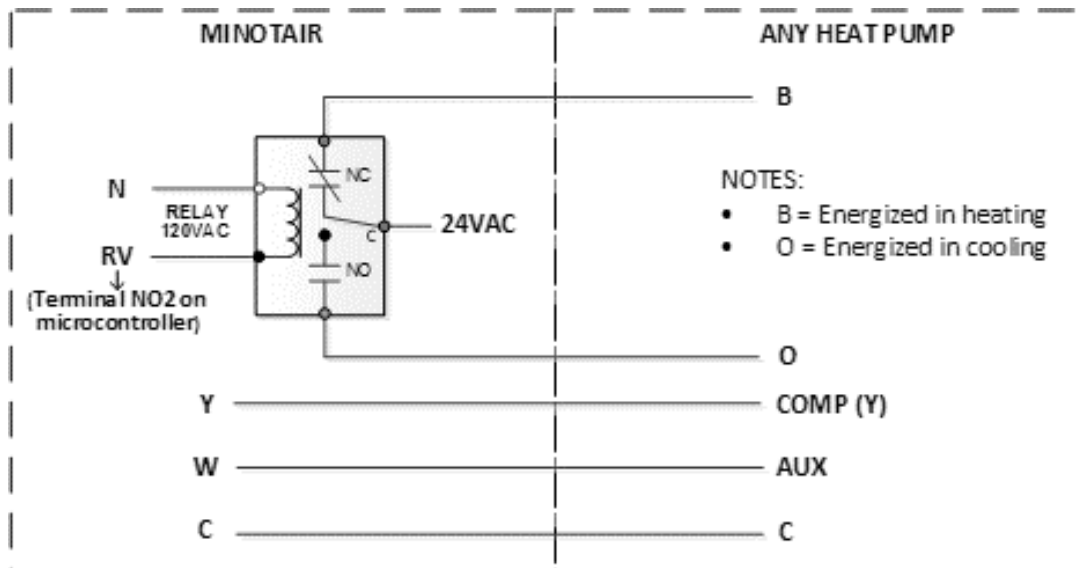 MINOTAIR
ANY HEAT PUMP
B
NC
N
RELAY
120VAC
C
24VAC
RV
NO
(Terminal NO2 on
microcontroller)
NOTES:
• B = Energized in heating
• O = Energized in cooling
O
Y
COMP (Y)
W
AUX
C
C